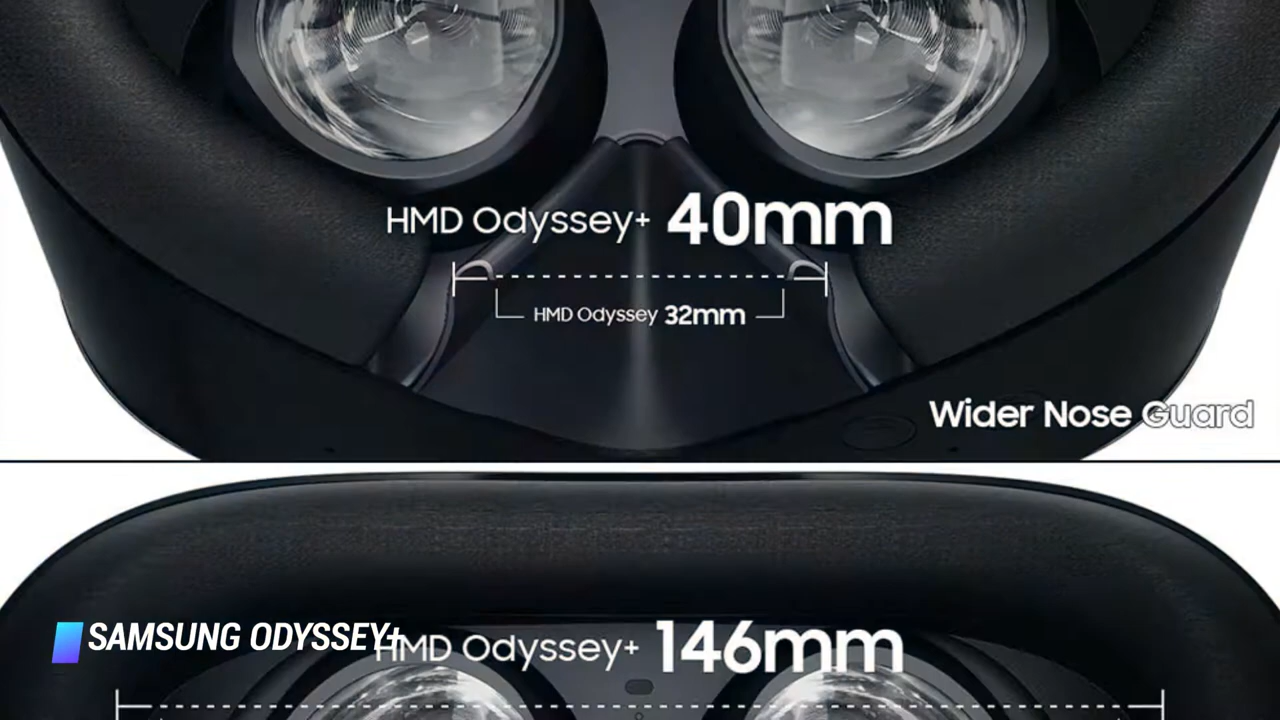 HMD Odyssey+ 40mm
HMD Odyssey 32mm
Wider Nose Guard
SAMSUNG ODYSSEY+
HMD Odyssey+ 146mm